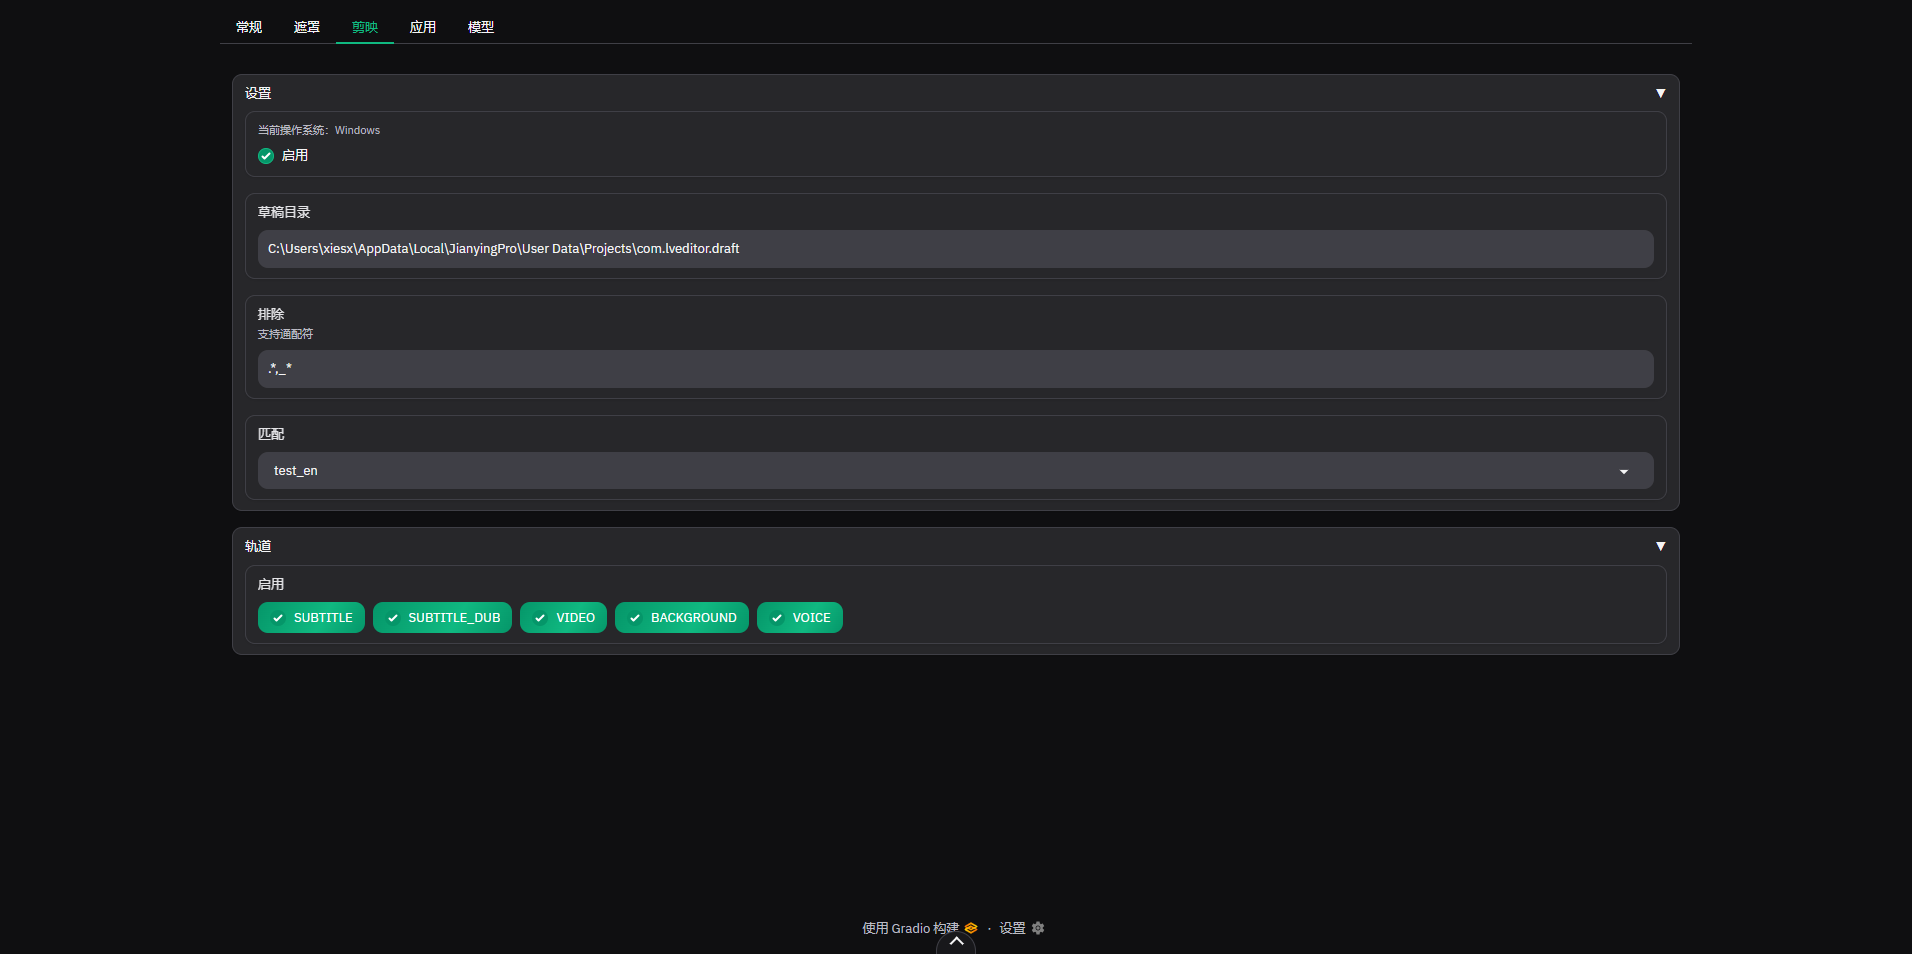 常规 遮罩 剪映 应用 模型
设置
当前操作系统：Windows
启用
草稿目录
C:\Users\xiesx\AppData\Local\JianyingPro\User Data\Projects\com.lveditor.draft
排除
支持通配符
.*,_*
匹配
test_en
轨道
启用
SUBTITLE SUBTITLE_DUB VIDEO BACKGROUND VOICE
使用 Gradio 构建 · 设置